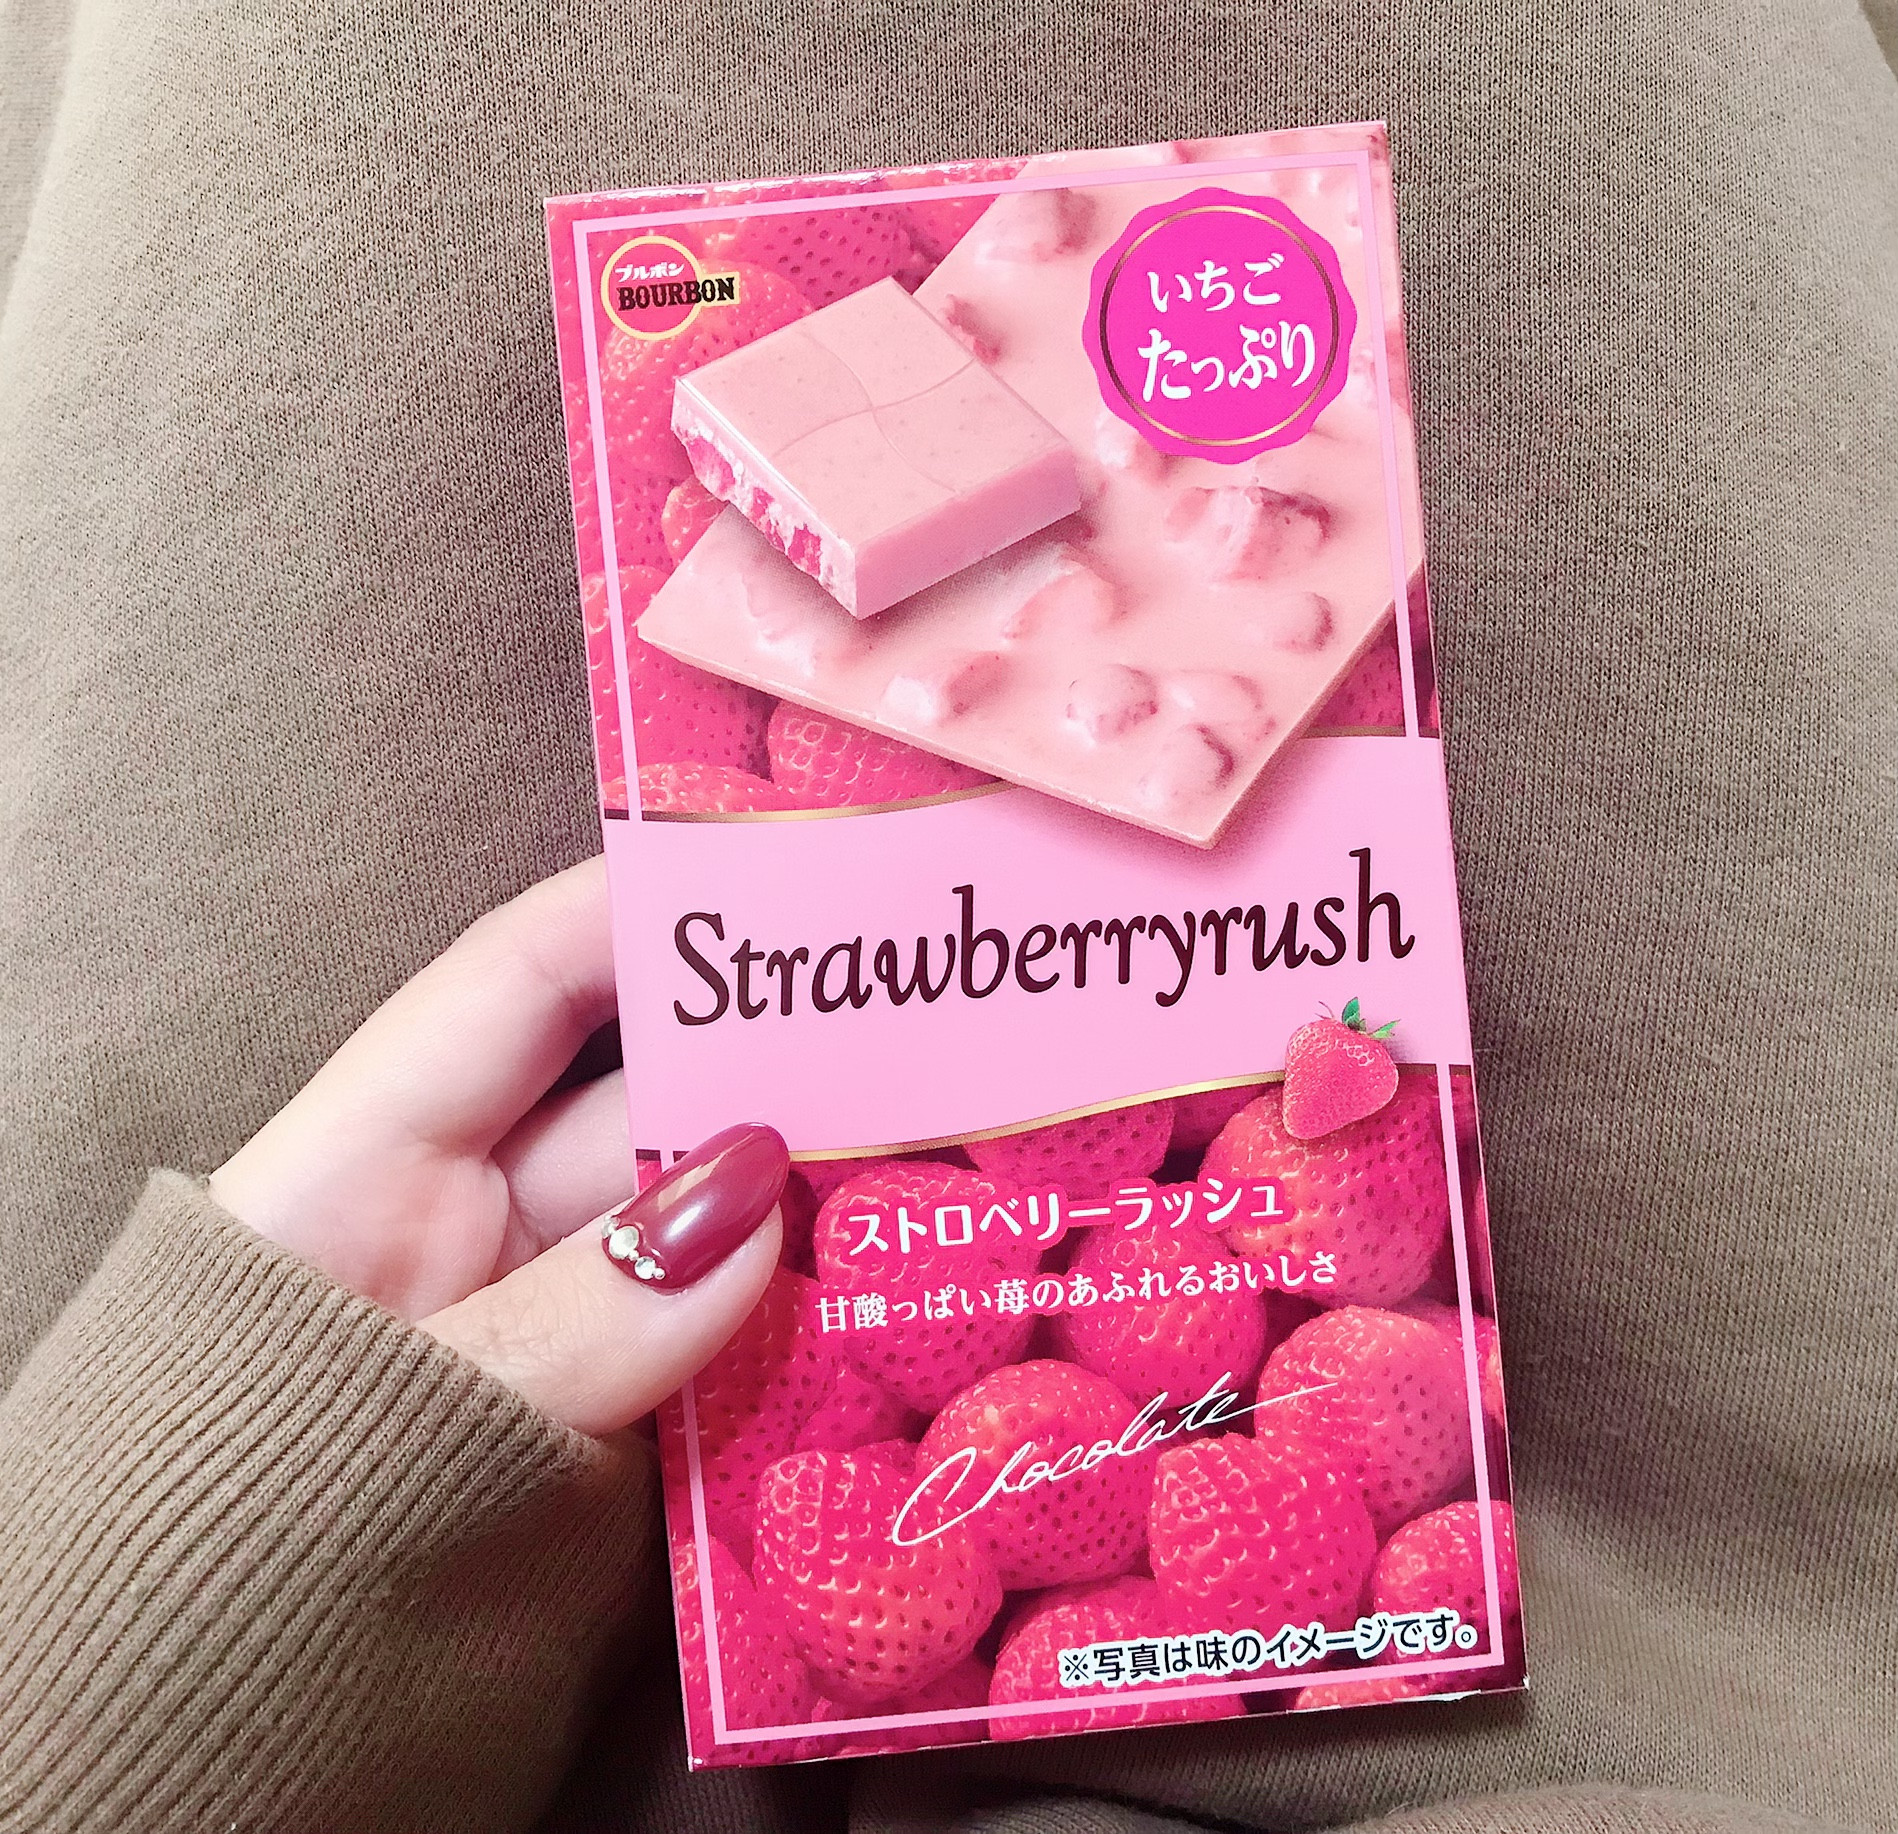 ブルボン
BOURBON
いちご
たっぷり
Strawberryrush
ストロベリーラッシュ
甘酸っぱい苺のあふれるおいしさ
Chocolate
※写真は味のイメージです。